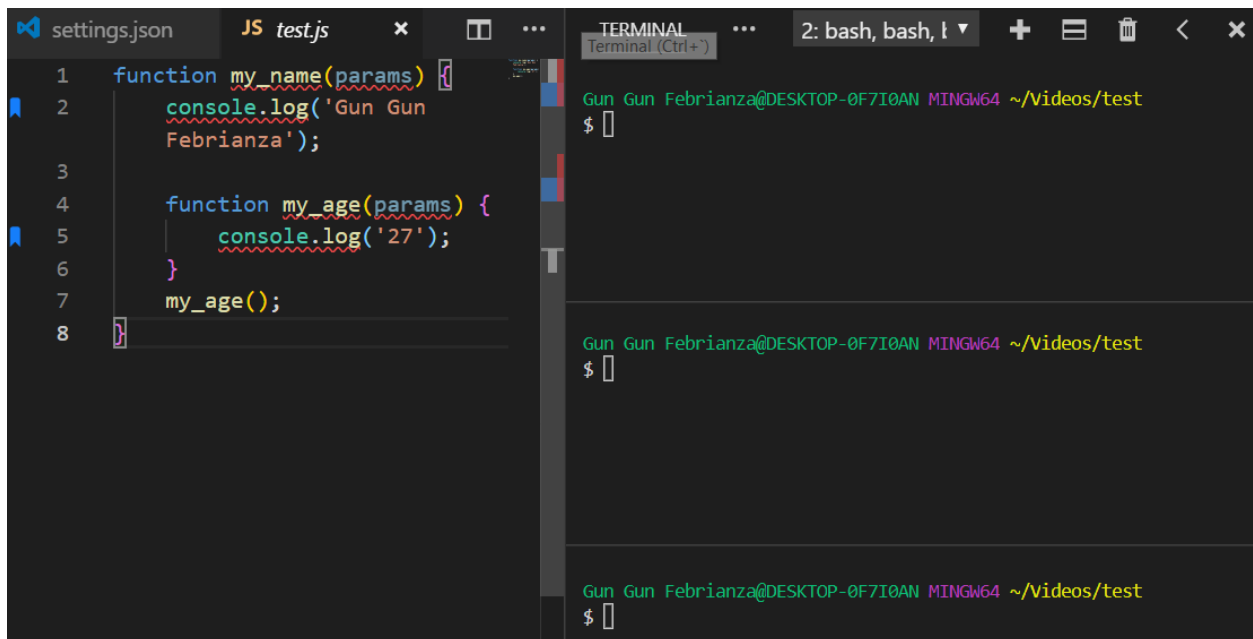 settings.json JS test.js × ...
1 function my_name(params) {
2 console.log('Gun Gun
Febrianza');
3
4 function my_age(params) {
5 console.log('27');
6 }
7 my_age();
8 }
TERMINAL ... 2: bash, bash, b
Terminal (Ctrl+`)
Gun Gun Febrianza@DESKTOP-0F7I0AN MINGW64 ~/Videos/test
$
Gun Gun Febrianza@DESKTOP-0F7I0AN MINGW64 ~/Videos/test
$
Gun Gun Febrianza@DESKTOP-0F7I0AN MINGW64 ~/Videos/test
$